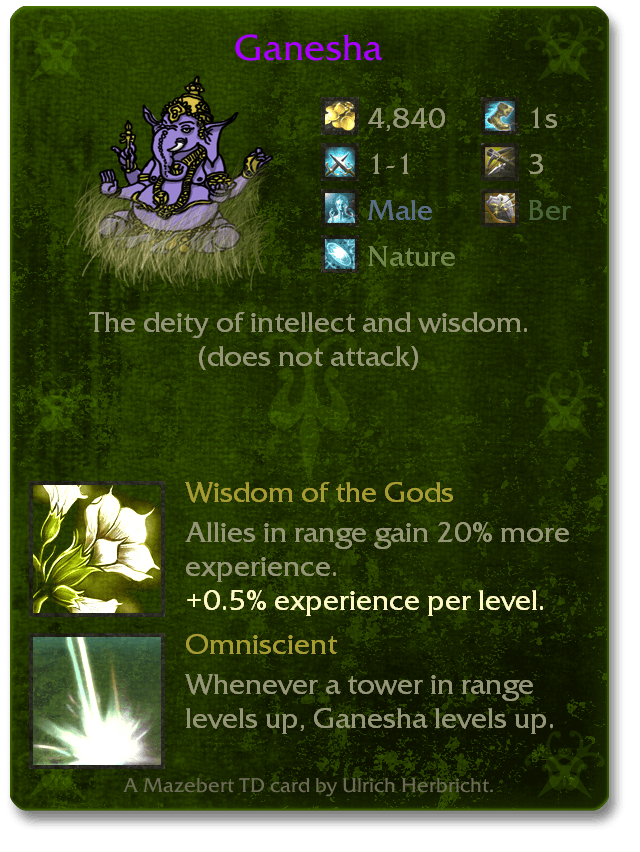 Ganesha
4,840 1s
1-1 3
Male Ber
Nature
The deity of intellect and wisdom.
(does not attack)
Wisdom of the Gods
Allies in range gain 20% more
experience.
+0.5% experience per level.
Omniscient
Whenever a tower in range
levels up, Ganesha levels up.
A Mazebert TD card by Ulrich Herbricht.